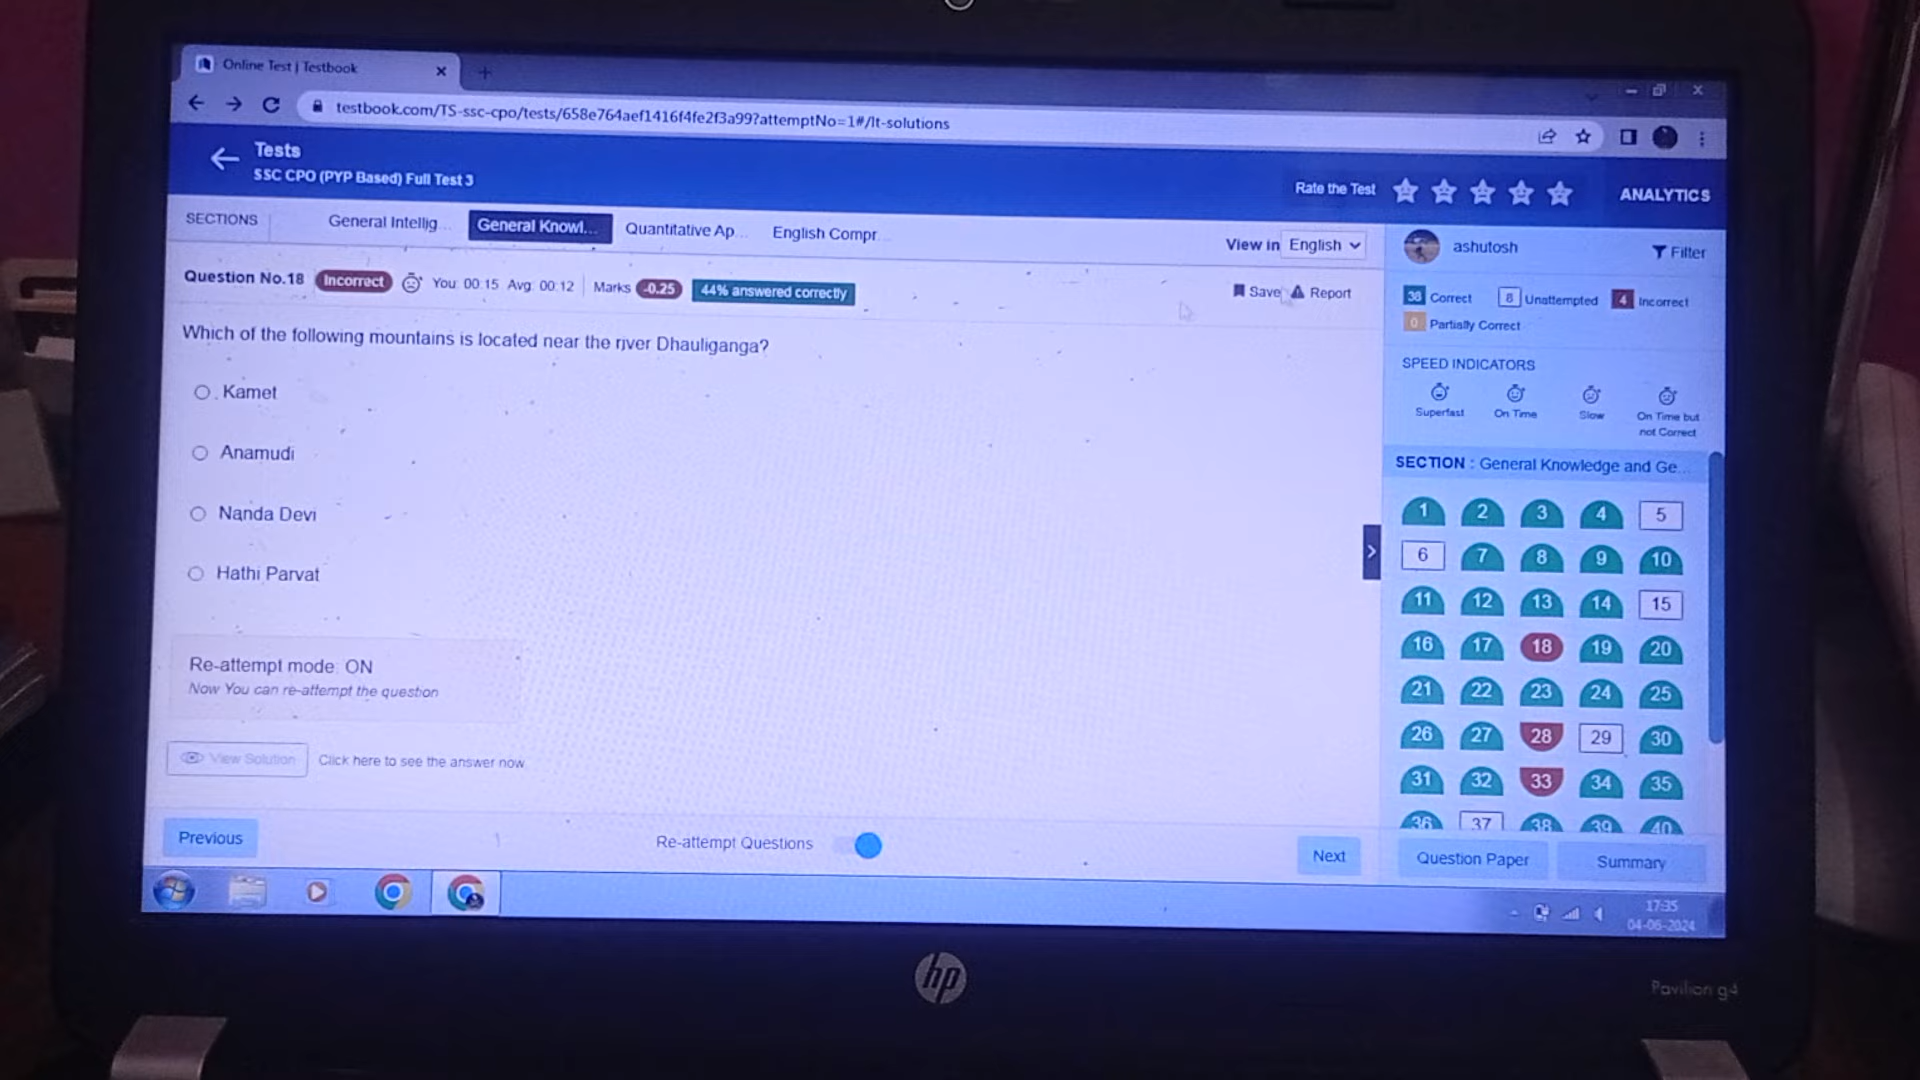 Online Test | Testbook
testbook.com/TS-ssc-cpo/tests/658e764aef1416f4fe2f3a99?attemptNo=1#/lt-solutions
Tests
SSC CPO (PYP Based) Full Test 3
Rate the Test
ANALYTICS
SECTIONS
General Intellig...
General Knowl...
Quantitative Ap...
English Compr...
View in English
ashutosh
Filter
Question No.18 Incorrect You: 00:15 Avg: 00:12 Marks -0.25 44% answered correctly
Save Report
38 Correct 8 Unattempted 4 Incorrect
0 Partially Correct
Which of the following mountains is located near the river Dhauliganga?
Kamet
Anamudi
Nanda Devi
Hathi Parvat
SPEED INDICATORS
Superfast On Time Slow On Time but
not Correct
SECTION : General Knowledge and Ge...
1 2 3 4 5
6 7 8 9 10
11 12 13 14 15
16 17 18 19 20
21 22 23 24 25
26 27 28 29 30
31 32 33 34 35
36 37 38 39 40
Re-attempt mode: ON
Now You can re-attempt the question
View Solution
Click here to see the answer now
Previous
Re-attempt Questions
Next
Question Paper
Summary
17:35
04-06-2024
hp
Pavilion g4